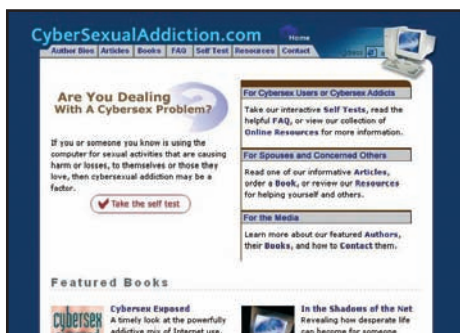 CyberSexualAddiction.com
Home
Author Bios Articles Books FAQ Self Test Resources Contact
Are You Dealing
With A Cybersex Problem?
If you or someone you know is using the
computer for sexual activities that are causing
harm or losses, to themselves or those they
love, then cybersexual addiction may be a
factor.
Take the self test
For Cybersex Users or Cybersex Addicts
Take our interactive Self Tests, read the
helpful FAQ, or view our collection of
Online Resources for more information.
For Spouses and Concerned Others
Read one of our informative Articles,
order a Book, or review our Resources
for helping yourself and others.
For the Media
Learn more about our featured Authors,
their Books, and how to Contact them.
Featured Books
cybersex
Cybersex Exposed
A timely look at the powerfully
addictive mix of Internet use,
In the Shadows of the Net
Revealing how desperate life
can become for someone